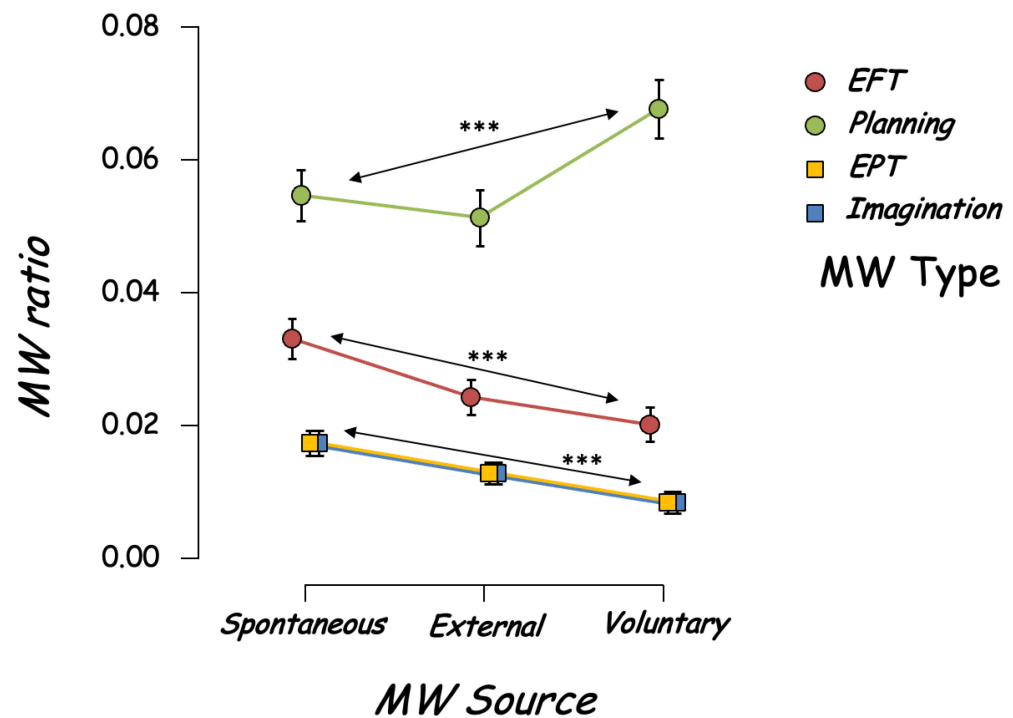 0.08
0.06
0.04
0.02
0.00
MW ratio
***
***
***
EFT
Planning
EPT
Imagination
MW Type
Spontaneous
External
Voluntary
MW Source